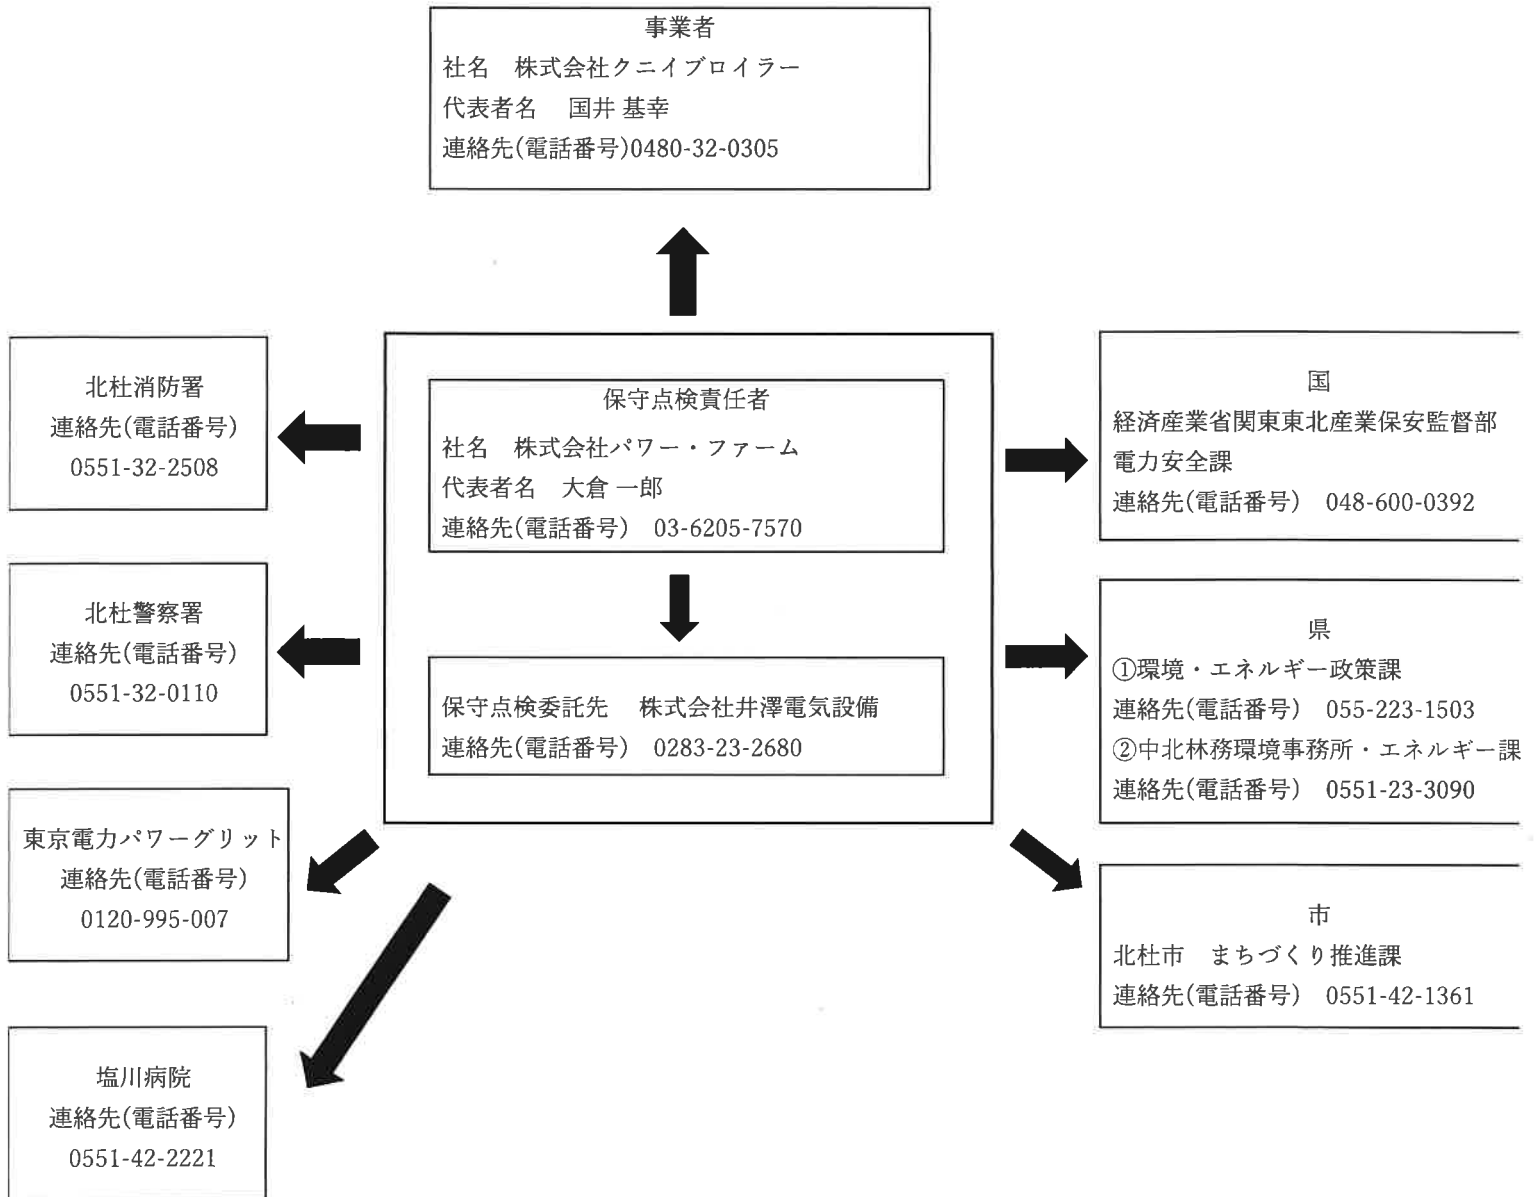 事業者
社名　株式会社クニイブロイラー
代表者名　国井 基幸
連絡先(電話番号)0480-32-0305
北杜消防署
連絡先(電話番号)
0551-32-2508
北杜警察署
連絡先(電話番号)
0551-32-0110
東京電力パワーグリット
連絡先(電話番号)
0120-995-007
塩川病院
連絡先(電話番号)
0551-42-2221
保守点検責任者
社名　株式会社パワー・ファーム
代表者名　大倉 一郎
連絡先(電話番号)　03-6205-7570
保守点検委託先　株式会社井澤電気設備
連絡先(電話番号)　0283-23-2680
国
経済産業省関東東北産業保安監督部
電力安全課
連絡先(電話番号)　048-600-0392
県
①環境・エネルギー政策課
連絡先(電話番号)　055-223-1503
②中北林務環境事務所・エネルギー課
連絡先(電話番号)　0551-23-3090
市
北杜市　まちづくり推進課
連絡先(電話番号)　0551-42-1361